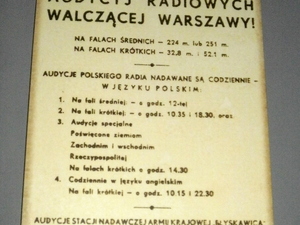 AUDYCYJ RADIOWYCH
WALCZĄCEJ WARSZAWY!
NA FALACH ŚREDNICH – 224 m. lub 251 m.
NA FALACH KRÓTKICH – 32,8 m. i 52.1 m.
AUDYCJE POLSKIEGO RADIA NADAWANE SĄ CODZIENNIE –
W JĘZYKU POLSKIM:
1. Na fali średniej – o godz. 12-tej
2. Na fali krótkiej – o godz. 10.35 i 18.30, oraz
3. Audycje specjalne
Poświęcone ziemiom
Zachodnim i wschodnim
Rzeczypospolitej
Na falach krótkich o godz. 14.30
4. Codziennie w języku angielskim
Na fali krótkiej – o godz. 10.15 i 22.30
AUDYCJE STACJI NADAWCZEJ ARMII KRAJOWEJ „BŁYSKAWICA"